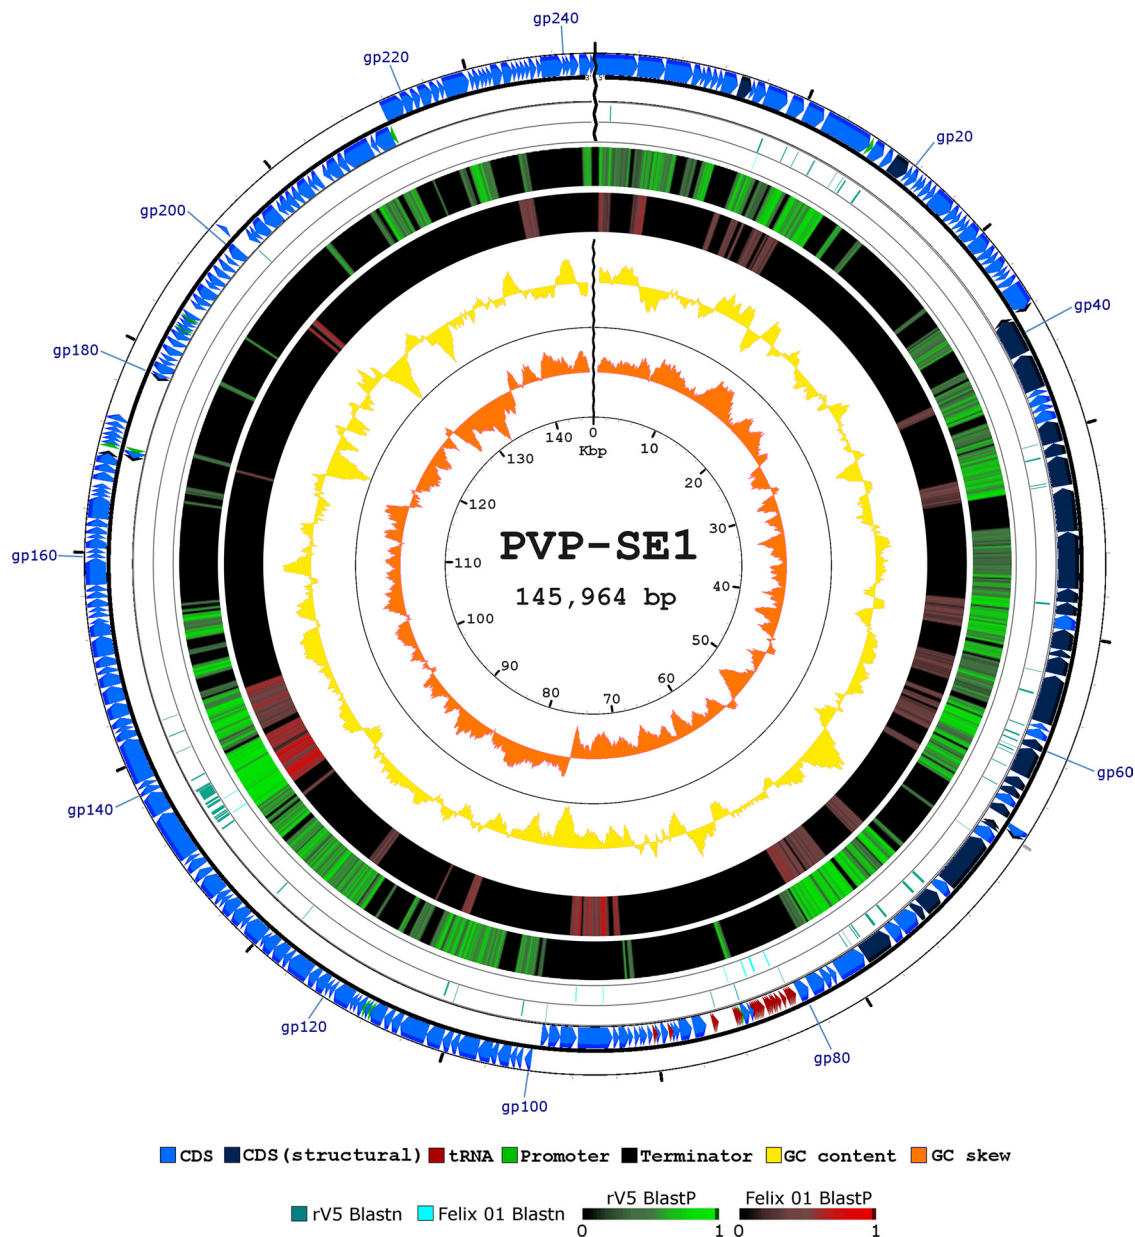 gp240
gp220
gp20
gp200
gp40
gp180
gp160
gp60
gp140
gp80
gp120
gp100
3' 5'
0
Kbp
10
20
30
40
50
60
70
80
90
100
110
120
130
140
PVP-SE1
145,964 bp
CDS CDS(structural) tRNA Promoter Terminator GC content GC skew
rV5 Blastn Felix 01 Blastn rV5 BlastP Felix 01 BlastP
0 1 0 1